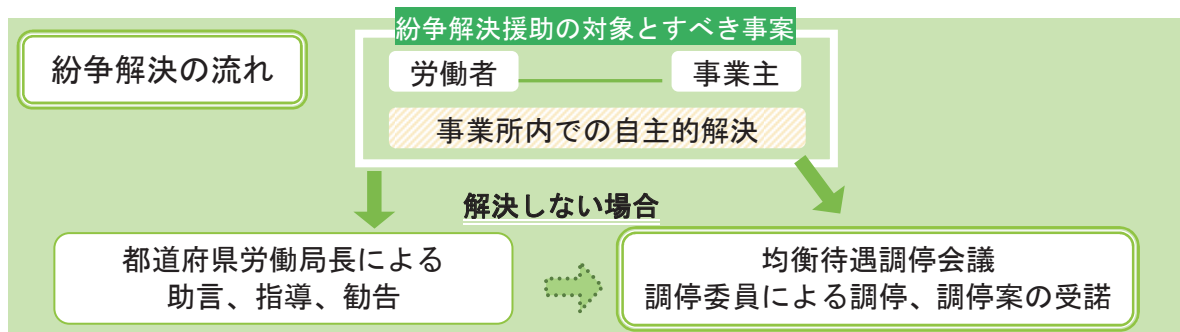 紛争解決の流れ
紛争解決援助の対象とすべき事案
労働者
事業主
事業所内での自主的解決
解決しない場合
都道府県労働局長による
助言、指導、勧告
均衡待遇調停会議
調停委員による調停、調停案の受諾